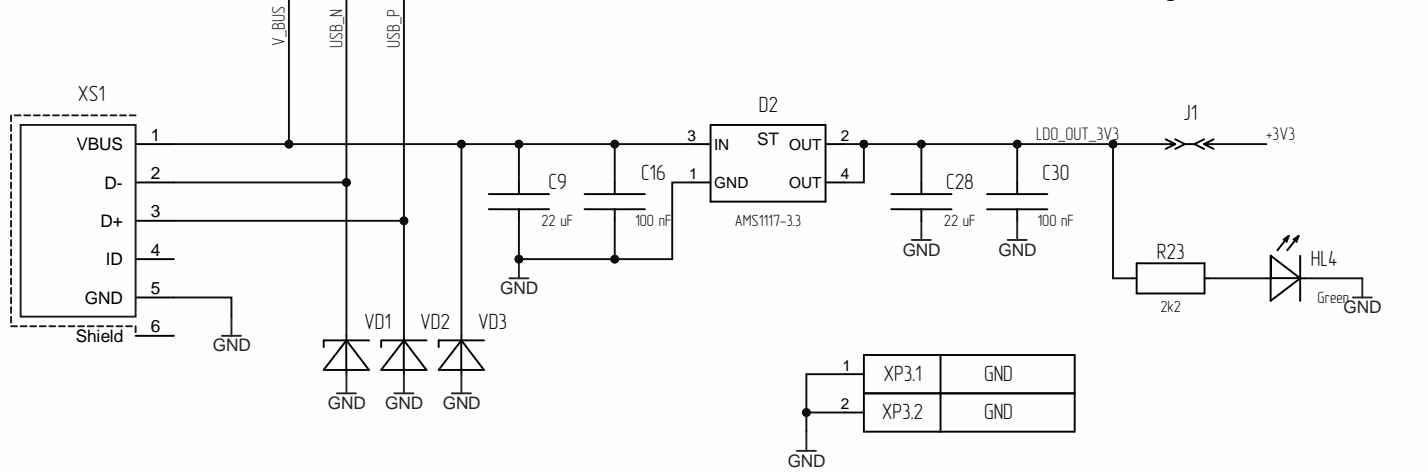 V_BUS
USB_N
USB_P
XS1
VBUS 1
D- 2
D+ 3
ID 4
GND 5
Shield 6
GND
VD1 VD2 VD3
GND GND GND
C9
22 uF
C16
100 nF
GND
D2
3 IN ST OUT 2
1 GND OUT 4
AMS1117-3.3
C28
22 uF
GND
C30
100 nF
GND
LDO_OUT_3V3
J1
+3V3
R23
2k2
HL4
Green
GND
1 XP3.1 GND
2 XP3.2 GND
GND